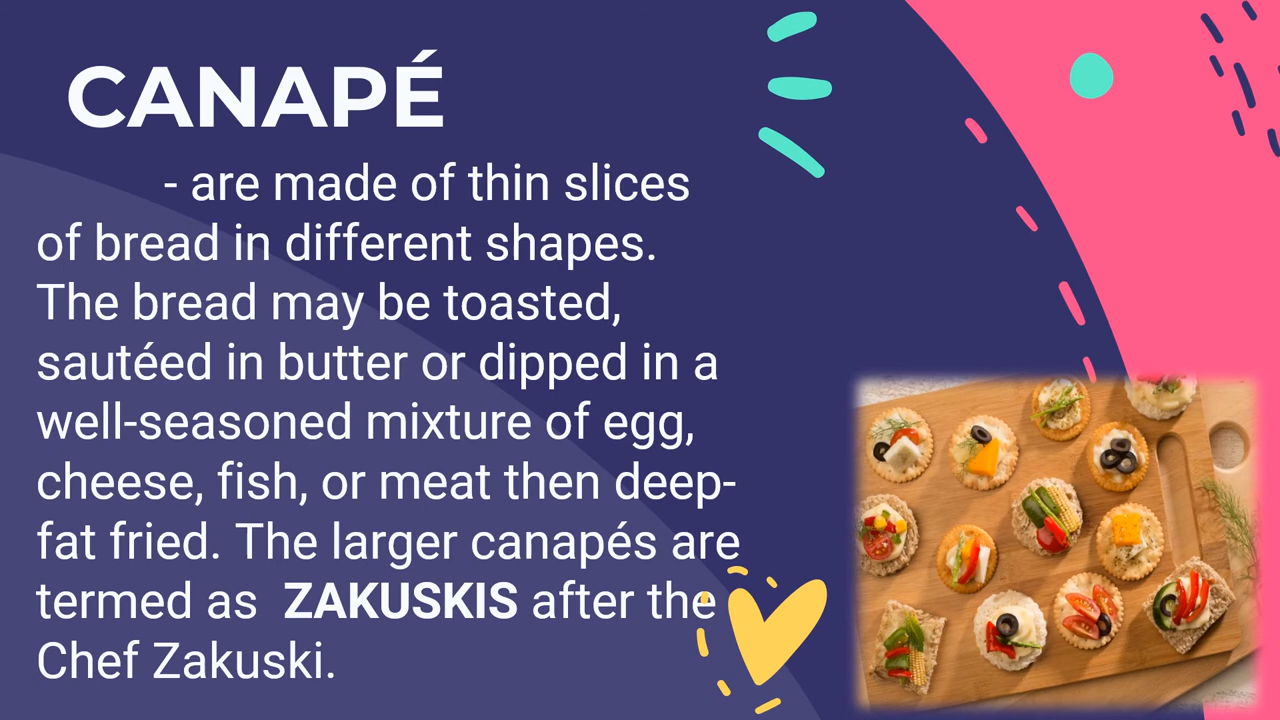 CANAPÉ
- are made of thin slices
of bread in different shapes.
The bread may be toasted,
sautéed in butter or dipped in a
well-seasoned mixture of egg,
cheese, fish, or meat then deep-
fat fried. The larger canapés are
termed as ZAKUSKIS after the
Chef Zakuski.